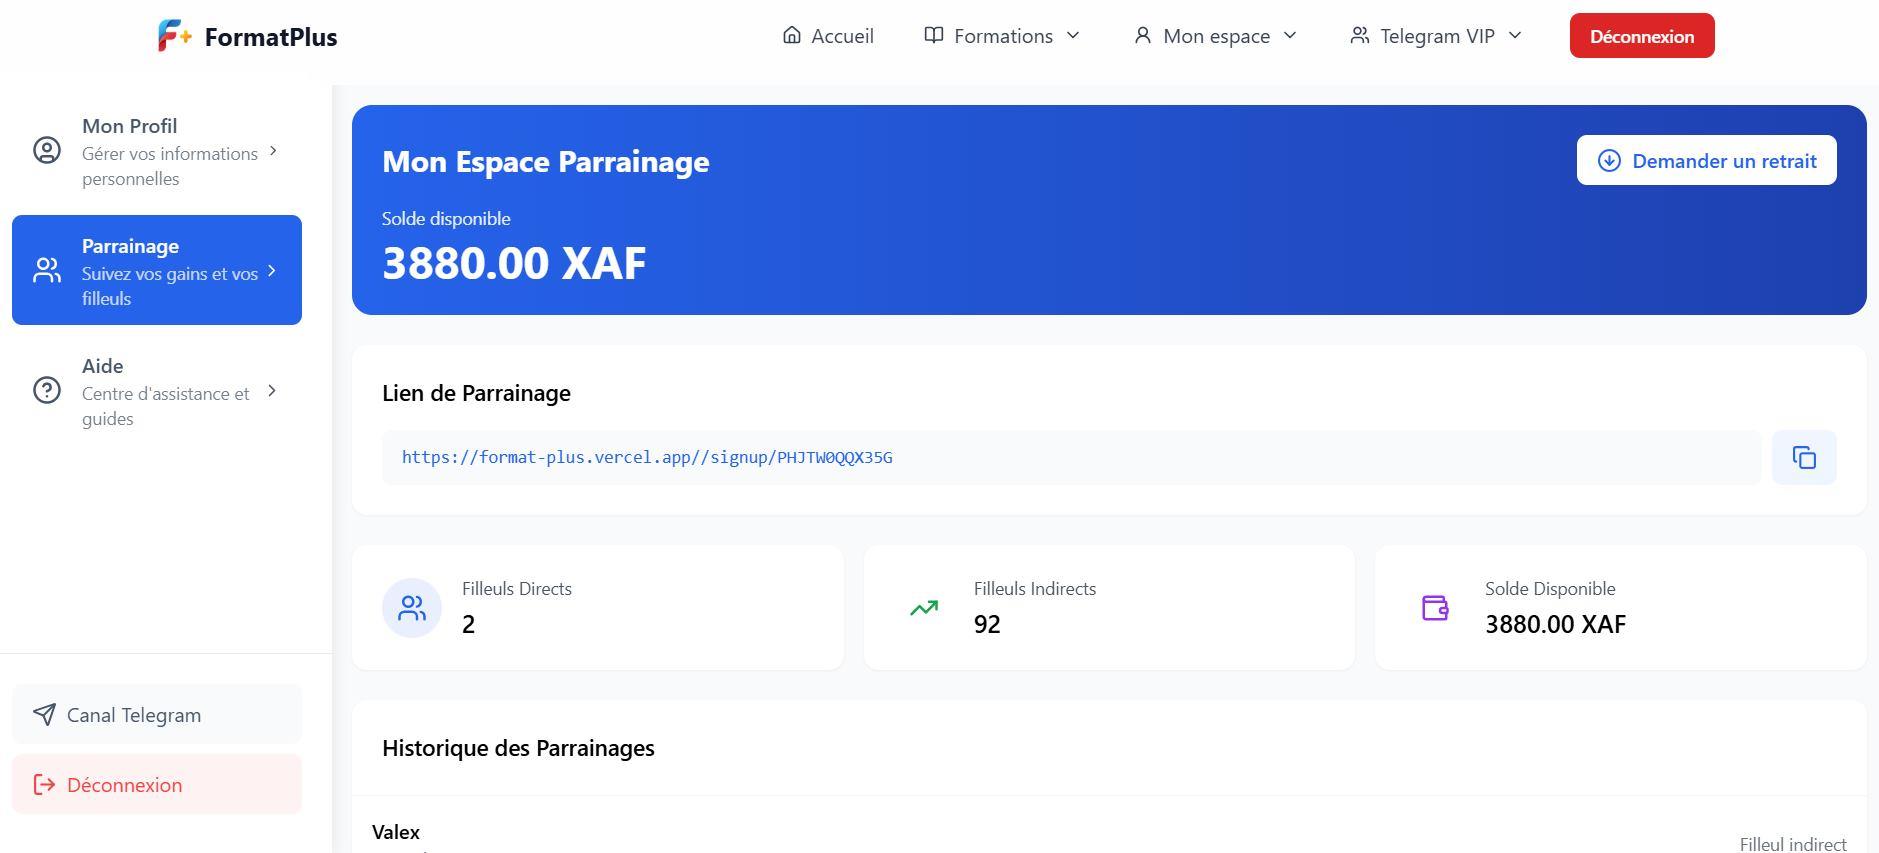 FormatPlus
Accueil
Formations
Mon espace
Telegram VIP
Déconnexion
Mon Profil
Gérer vos informations
personnelles
Parrainage
Suivez vos gains et vos
filleuls
Aide
Centre d'assistance et
guides
Canal Telegram
Déconnexion
Mon Espace Parrainage
Demander un retrait
Solde disponible
3880.00 XAF
Lien de Parrainage
https://format-plus.vercel.app//signup/PHJTW0QQX35G
Filleuls Directs
2
Filleuls Indirects
92
Solde Disponible
3880.00 XAF
Historique des Parrainages
Valex
Filleul indirect